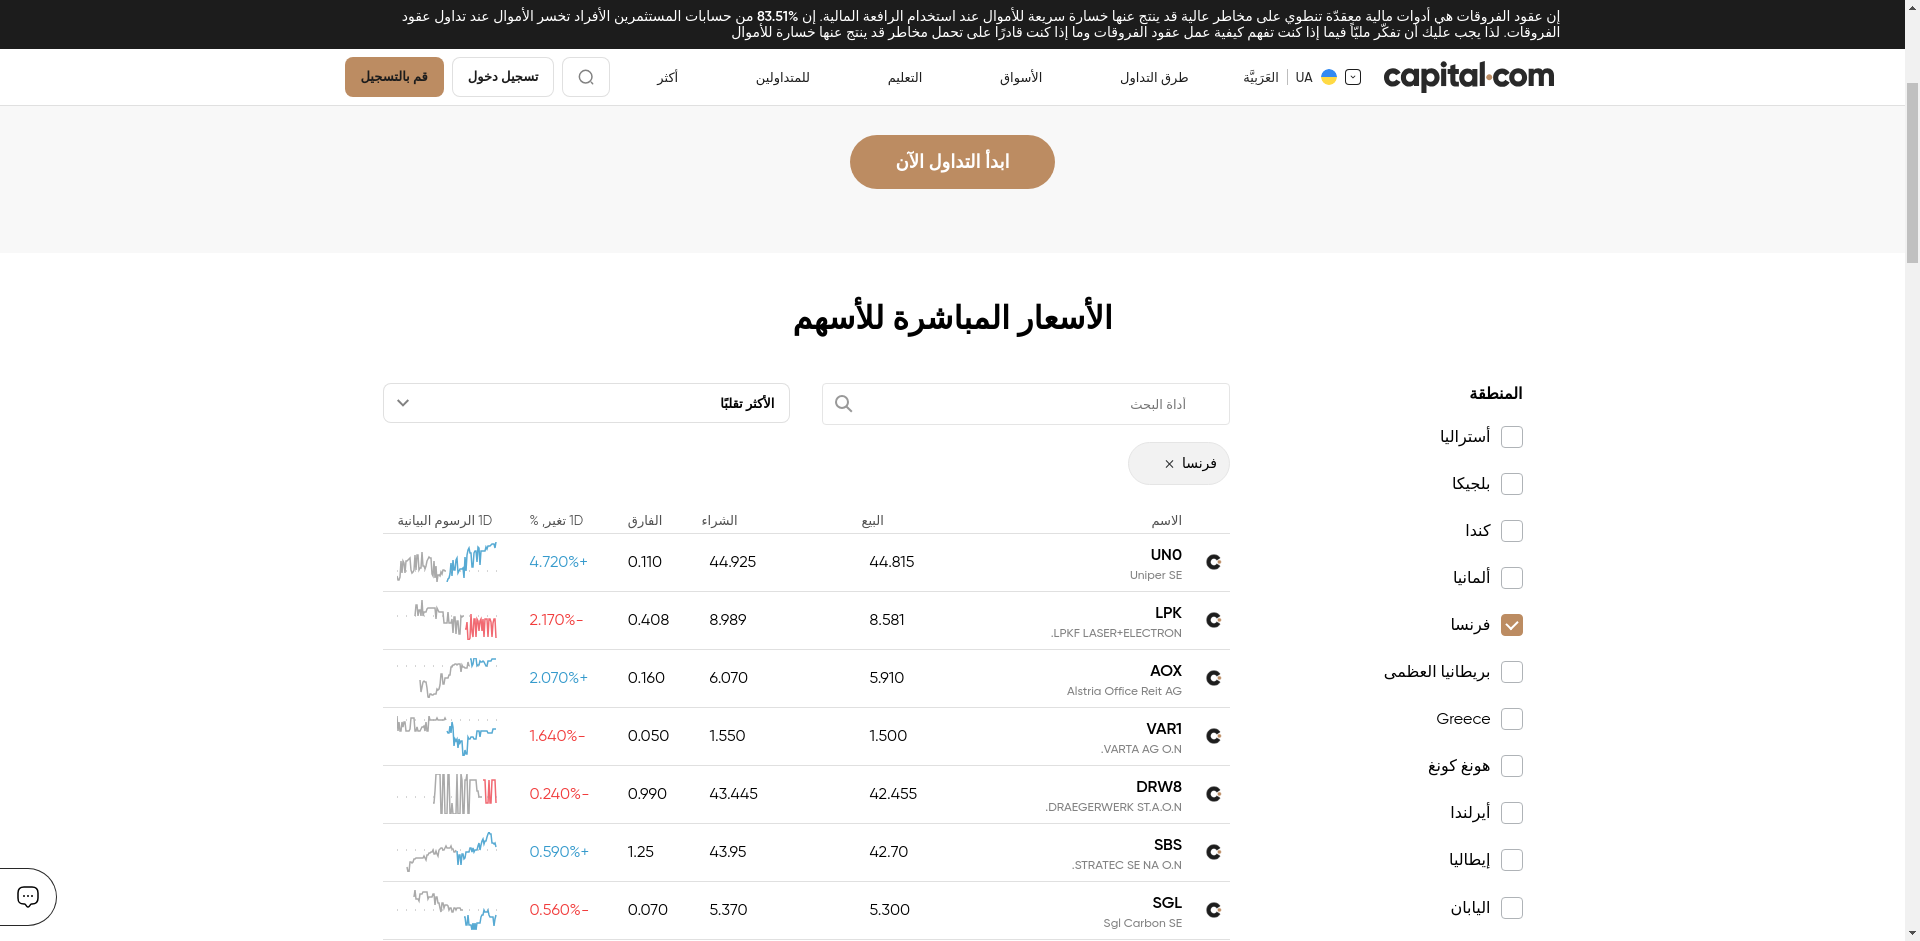 إن عقود الفروقات هي أدوات مالية معقدّة تنطوي على مخاطر عالية قد ينتج عنها خسارة سريعة للأموال عند استخدام الرافعة المالية. إن 83.51% من حسابات المستثمرين الأفراد تخسر الأموال عند تداول عقود
الفروقات. لذا يجب عليك أن تفكّر مليّاً فيما إذا كنت تفهم كيفية عمل عقود الفروقات وما إذا كنت قادرًا على تحمل مخاطر قد ينتج عنها خسارة للأموال
capital.com
UA
العَرَبِيَّة
طرق التداول
الأسواق
التعليم
للمتداولين
أكثر
تسجيل دخول
قم بالتسجيل
ابدأ التداول الآن
الأسعار المباشرة للأسهم
المنطقة
أستراليا
بلجيكا
كندا
ألمانيا
فرنسا
بريطانيا العظمى
Greece
هونغ كونغ
أيرلندا
إيطاليا
اليابان
أداة البحث
الأكثر تقلبًا
فرنسا ×
الاسم البيع الشراء الفارق 1D تغير, % 1D الرسوم البيانية
UN0 44.815 44.925 0.110 4.720%+
Uniper SE
LPK 8.581 8.989 0.408 2.170%-
.LPKF LASER+ELECTRON
AOX 5.910 6.070 0.160 2.070%+
Alstria Office Reit AG
VAR1 1.500 1.550 0.050 1.640%-
.VARTA AG O.N
DRW8 42.455 43.445 0.990 0.240%-
.DRAEGERWERK ST.A.O.N
SBS 42.70 43.95 1.25 0.590%+
.STRATEC SE NA O.N
SGL 5.300 5.370 0.070 0.560%-
Sgl Carbon SE